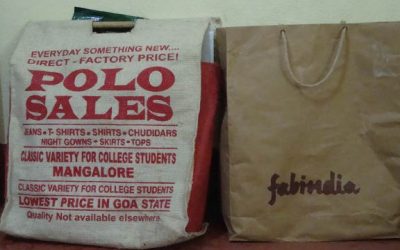 EVERYDAY SOMETHING NEW....
DIRECT - FACTORY PRICE!
POLO
SALES
JEANS • T- SHIRTS • SHIRTS • CHUDIDARS
NIGHT GOWNS • SKIRTS • TOPS
CLASSIC VARIETY FOR COLLEGE STUDENTS
MANGALORE
CLASSIC VARIETY FOR COLLEGE STUDENTS
LOWEST PRICE IN GOA STATE
Quality Not available elsewhere
fabindia